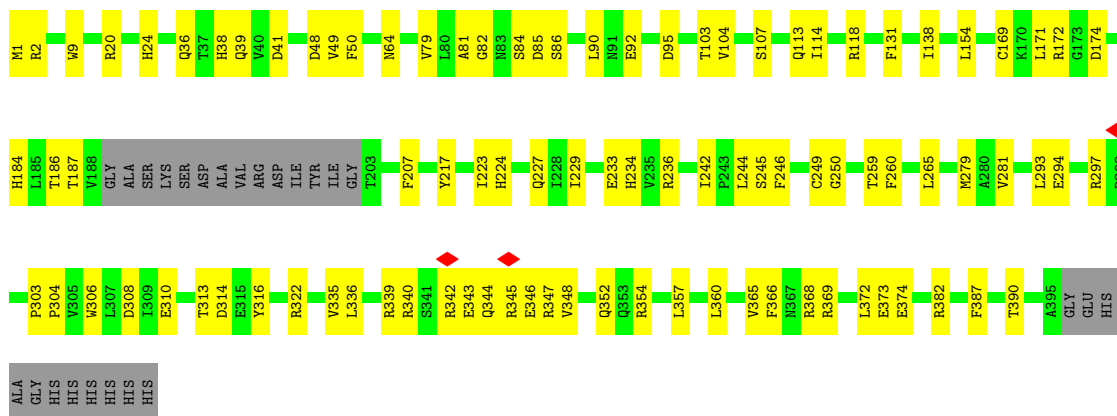 M1 R2 W9 R20 H24 Q36 T37 H38 Q39 V40 D41 D48 V49 F50 N64 V79 L80 A81 G82 N83 S84 D85 S86 L90 N91 E92 D95 T103 V104 S107 Q113 I114 R118 F131 I138 L154 C169 K170 L171 R172 G173 D174
H184 L185 T186 T187 V188 GLY ALA SER LYS SER ASP ALA VAL ARG ASP ILE TYR ILE GLY T203 F207 Y217 I223 H224 Q227 I228 I229 E233 H234 V235 R236 I242 P243 L244 S245 F246 C249 G250 T259 F260 L265 M279 A280 V281 L293 E294 R297
P303 P304 V305 W306 L307 D308 I309 E310 T313 D314 E315 Y316 R322 V335 L336 R339 R340 S341 R342 E343 Q344 R345 E346 R347 V348 Q352 Q353 R354 L357 L360 V365 F366 N367 R368 R369 L372 E373 E374 R382 F387 T390 A395 GLY GLU HIS
ALA GLY HIS HIS HIS HIS HIS HIS